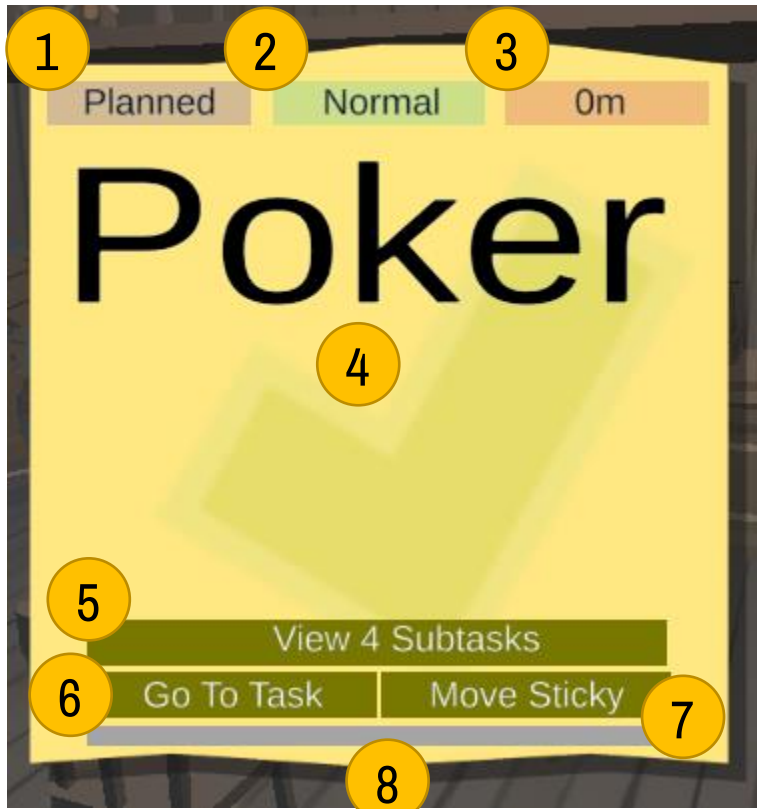 1 2 3
Planned Normal 0m
Poker
4
5
View 4 Subtasks
6 Go To Task Move Sticky 7
8